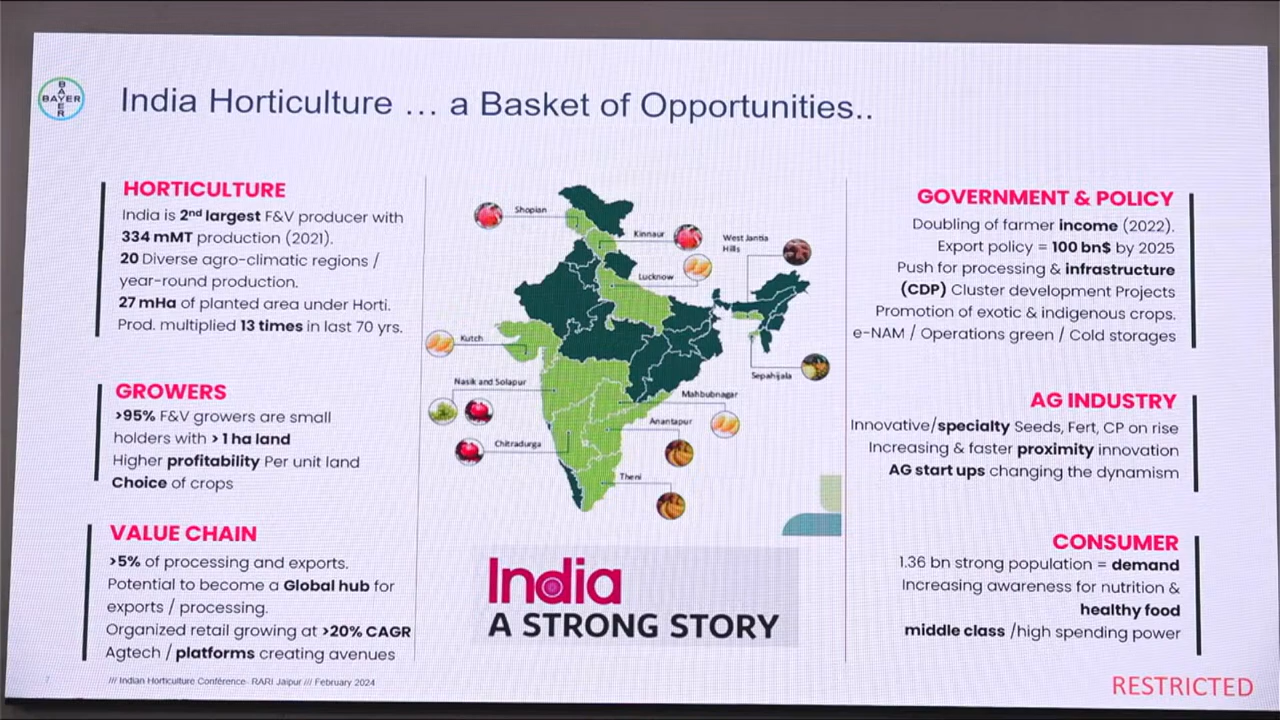 BAYER
BAYER
India Horticulture ... a Basket of Opportunities..
HORTICULTURE
India is 2nd largest F&V producer with
334 mMT production (2021).
20 Diverse agro-climatic regions /
year-round production.
27 mHa of planted area under Horti.
Prod. multiplied 13 times in last 70 yrs.
GROWERS
>95% F&V growers are small
holders with > 1 ha land
Higher profitability Per unit land
Choice of crops
VALUE CHAIN
>5% of processing and exports.
Potential to become a Global hub for
exports / processing.
Organized retail growing at >20% CAGR
Agtech / platforms creating avenues
Shopian
Kinnaur
West Jantia
Hills
Lucknow
Kutch
Sepahijala
Nasik and Solapur
Mahbubnagar
Anantapur
Chitradurga
Theni
India
A STRONG STORY
GOVERNMENT & POLICY
Doubling of farmer income (2022).
Export policy = 100 bn$ by 2025
Push for processing & infrastructure
(CDP) Cluster development Projects
Promotion of exotic & indigenous crops.
e-NAM / Operations green / Cold storages
AG INDUSTRY
Innovative/specialty Seeds, Fert, CP on rise
Increasing & faster proximity innovation
AG start ups changing the dynamism
CONSUMER
1.36 bn strong population = demand
Increasing awareness for nutrition &
healthy food
middle class /high spending power
7
/// Indian Horticulture Conference- RARI Jaipur /// February 2024
RESTRICTED